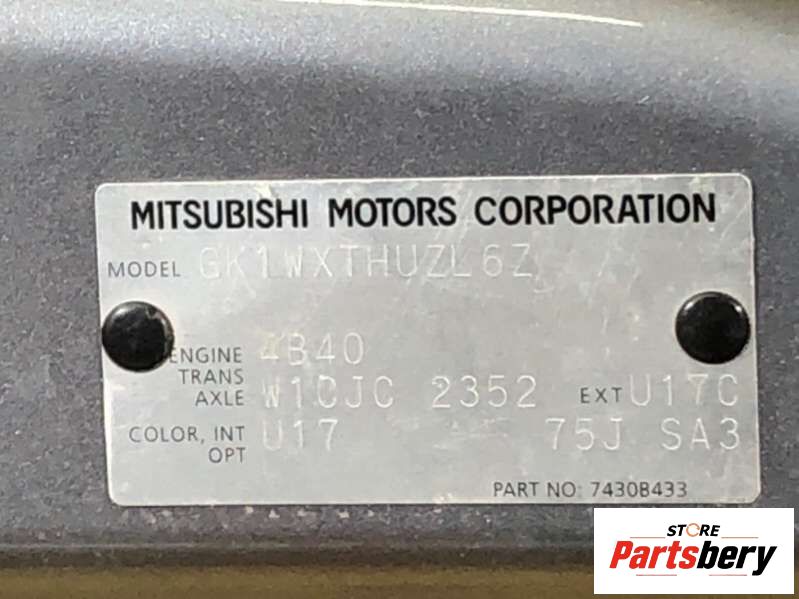 MITSUBISHI MOTORS CORPORATION
MODEL GK1WXTHUZL6Z
ENGINE 4B40
TRANS
AXLE W1CJC 2352 EXT U17C
COLOR, INT U17 75J SA3
OPT
PART NO: 7430B433
STORE
Partsbery